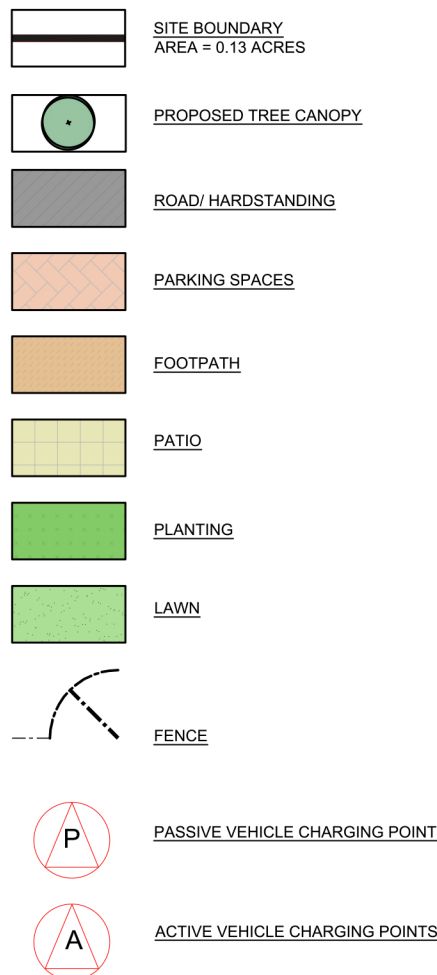 SITE BOUNDARY
AREA = 0.13 ACRES
PROPOSED TREE CANOPY
ROAD/ HARDSTANDING
PARKING SPACES
FOOTPATH
PATIO
PLANTING
LAWN
FENCE
P PASSIVE VEHICLE CHARGING POINT
A ACTIVE VEHICLE CHARGING POINTS